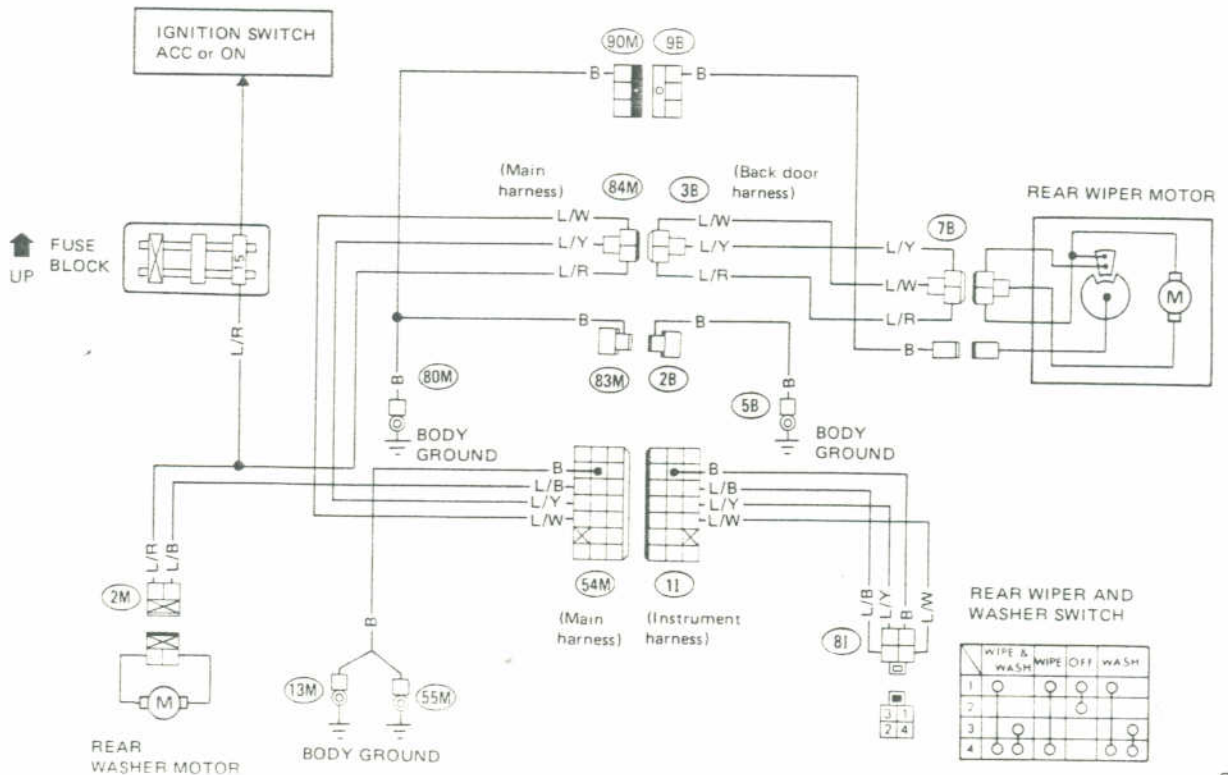 IGNITION SWITCH
ACC or ON
90M 9B
B B
(Main
harness)
84M 3B
(Back door
harness)
REAR WIPER MOTOR
L/W L/W
L/Y L/Y
L/R L/R
7B
L/Y
L/W
L/R
B
M
UP
FUSE
BLOCK
15
L/R
B B
83M 2B
B
80M
BODY
GROUND
B
5B
BODY
GROUND
B B
L/B L/B
L/Y L/Y
L/W L/W
54M 1I
(Main
harness)
(Instrument
harness)
L/R
L/B
2M
M
REAR
WASHER MOTOR
B
13M 55M
BODY GROUND
L/B
L/Y
B
L/W
8I
3 1
2 4
REAR WIPER AND
WASHER SWITCH
WIPE &
WASH WIPE OFF WASH
1
2
3
4